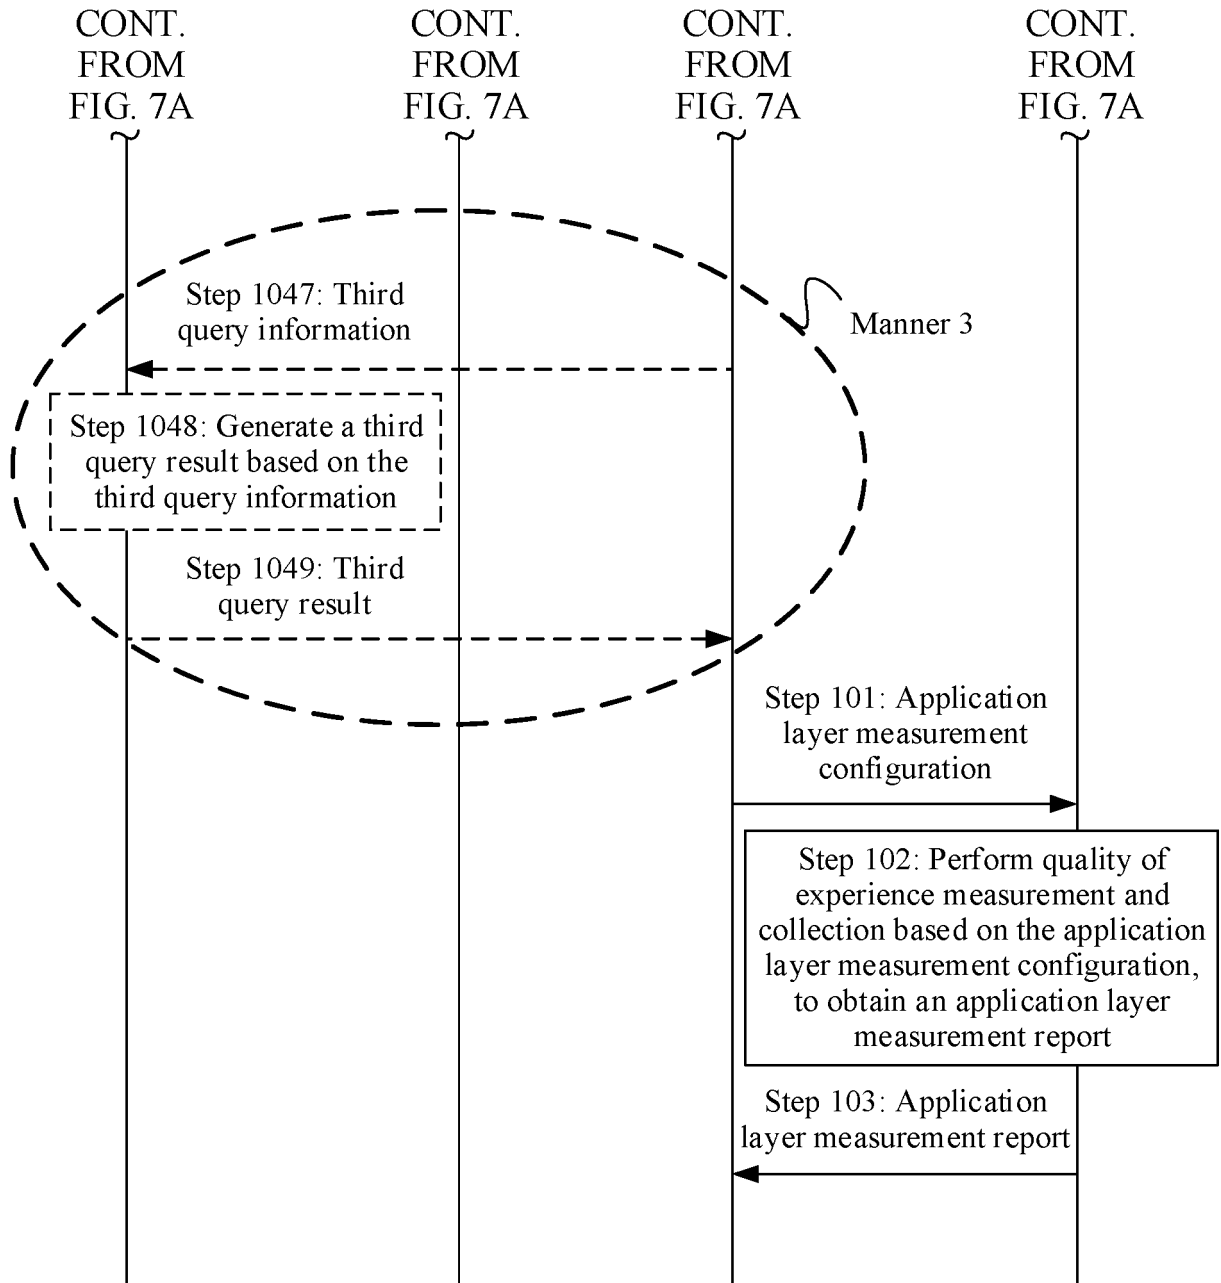 CONT.
FROM
FIG. 7A
CONT.
FROM
FIG. 7A
CONT.
FROM
FIG. 7A
CONT.
FROM
FIG. 7A
Step 1047: Third
query information
Manner 3
Step 1048: Generate a third
query result based on the
third query information
Step 1049: Third
query result
Step 101: Application
layer measurement
configuration
Step 102: Perform quality of
experience measurement and
collection based on the application
layer measurement configuration,
to obtain an application layer
measurement report
Step 103: Application
layer measurement report